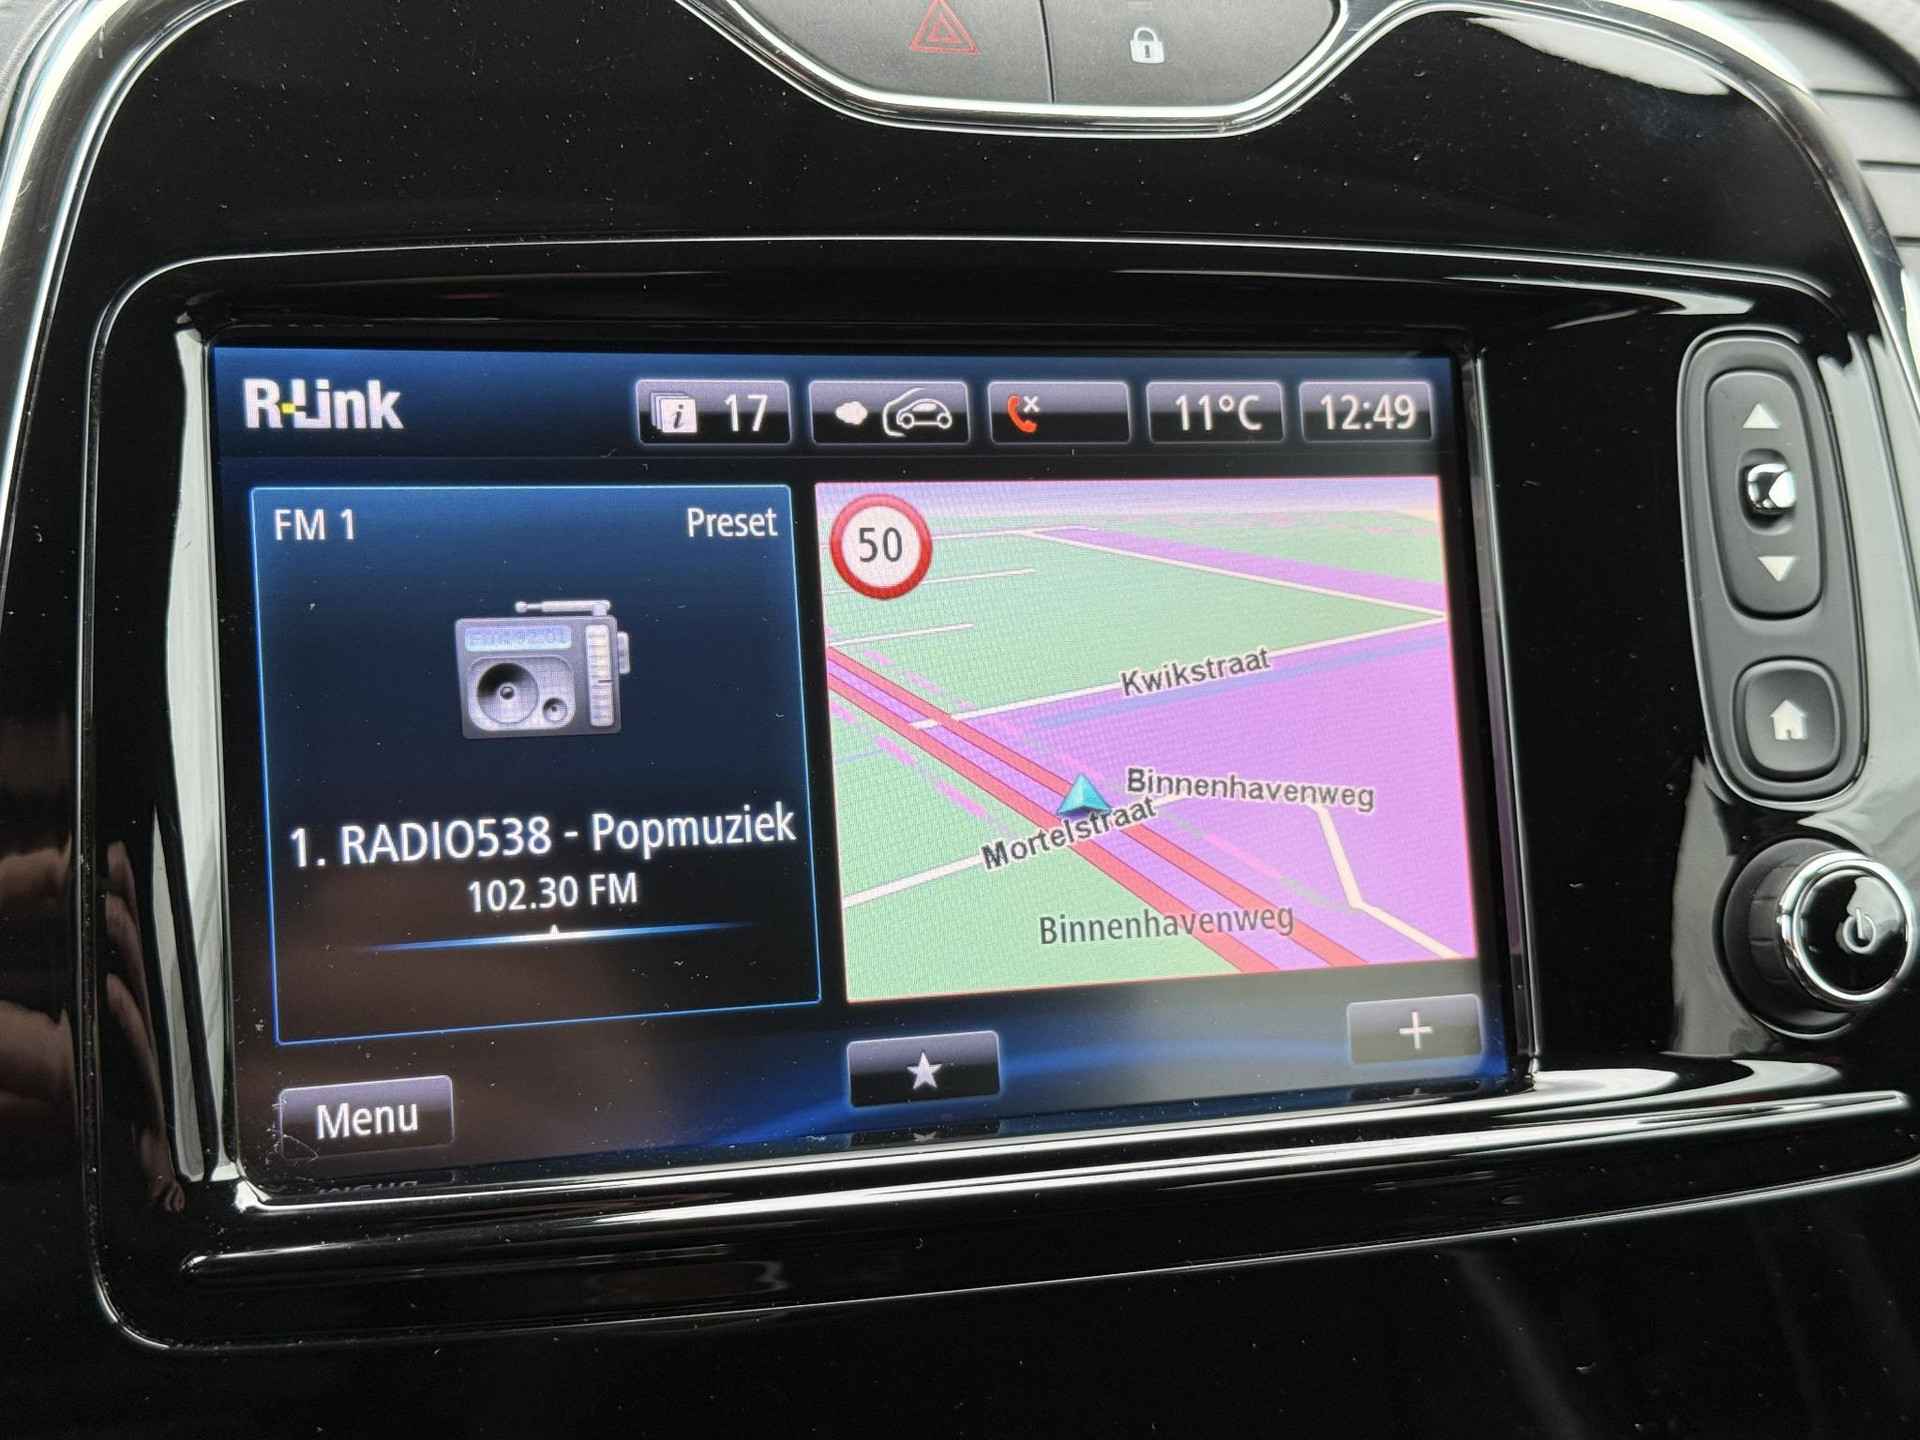 R-Link
17
11°C
12:49
FM 1
Preset
50
Kwikstraat
Binnenhavenweg
Mortelstraat
1. RADIO538 - Popmuziek
102.30 FM
Binnenhavenweg
+
Menu